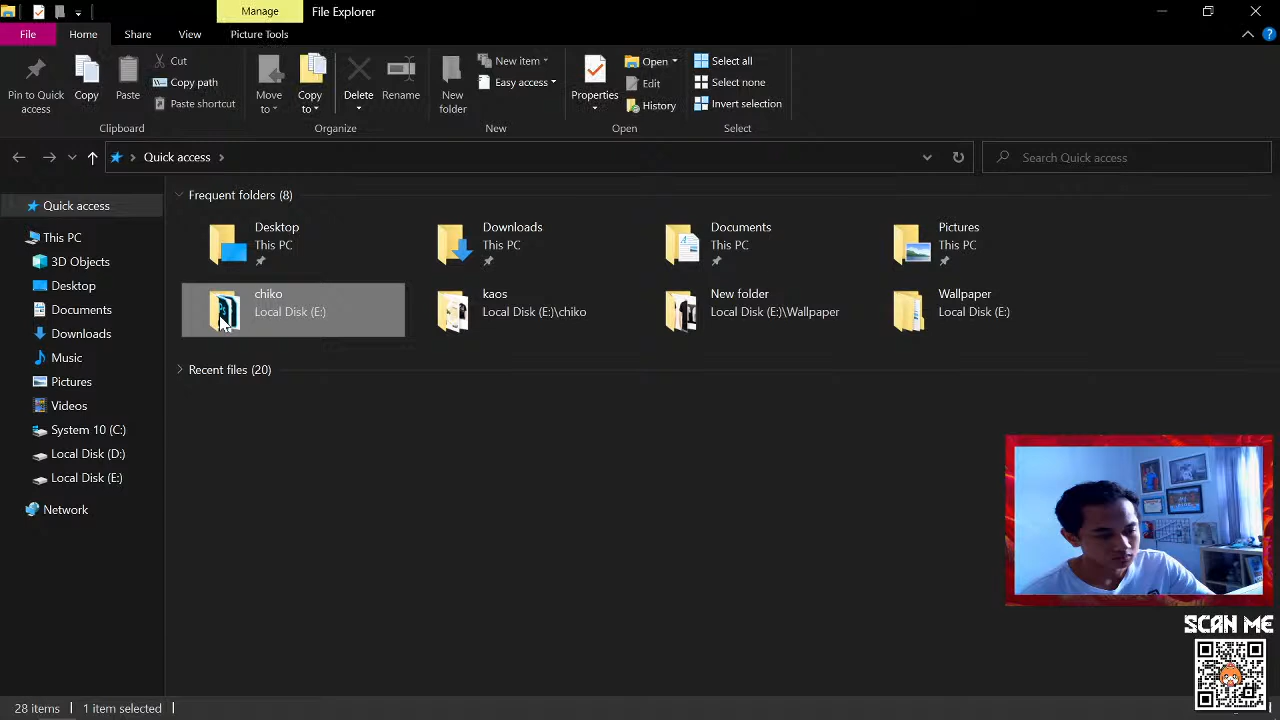 Manage
File Explorer
File
Home
Share
View
Picture Tools
Pin to Quick
access
Copy
Paste
Cut
Copy path
Paste shortcut
Clipboard
Move
to
Copy
to
Delete
Rename
Organize
New
folder
New item
Easy access
New
Properties
Open
Edit
History
Open
Select all
Select none
Invert selection
Select
Quick access
Search Quick access
Quick access
This PC
3D Objects
Desktop
Documents
Downloads
Music
Pictures
Videos
System 10 (C:)
Local Disk (D:)
Local Disk (E:)
Network
Frequent folders (8)
Desktop
This PC
Downloads
This PC
Documents
This PC
Pictures
This PC
chiko
Local Disk (E:)
kaos
Local Disk (E:)\chiko
New folder
Local Disk (E:)\Wallpaper
Wallpaper
Local Disk (E:)
Recent files (20)
SCAN ME
28 items
1 item selected